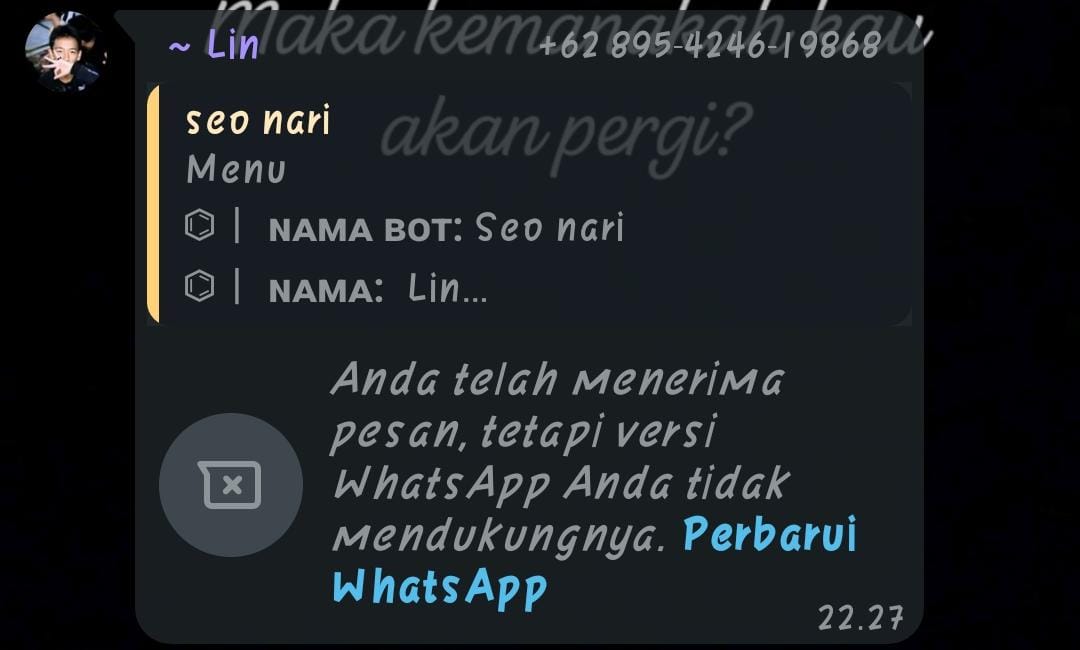 Maka kemanakah kau
~ Lin +62 895-4246-19868
akan pergi?
seo nari
Menu
⌬ | NAMA BOT: Seo nari
⌬ | NAMA: Lin...
Anda telah menerima
pesan, tetapi versi
WhatsApp Anda tidak
mendukungnya. Perbarui
WhatsApp
22.27